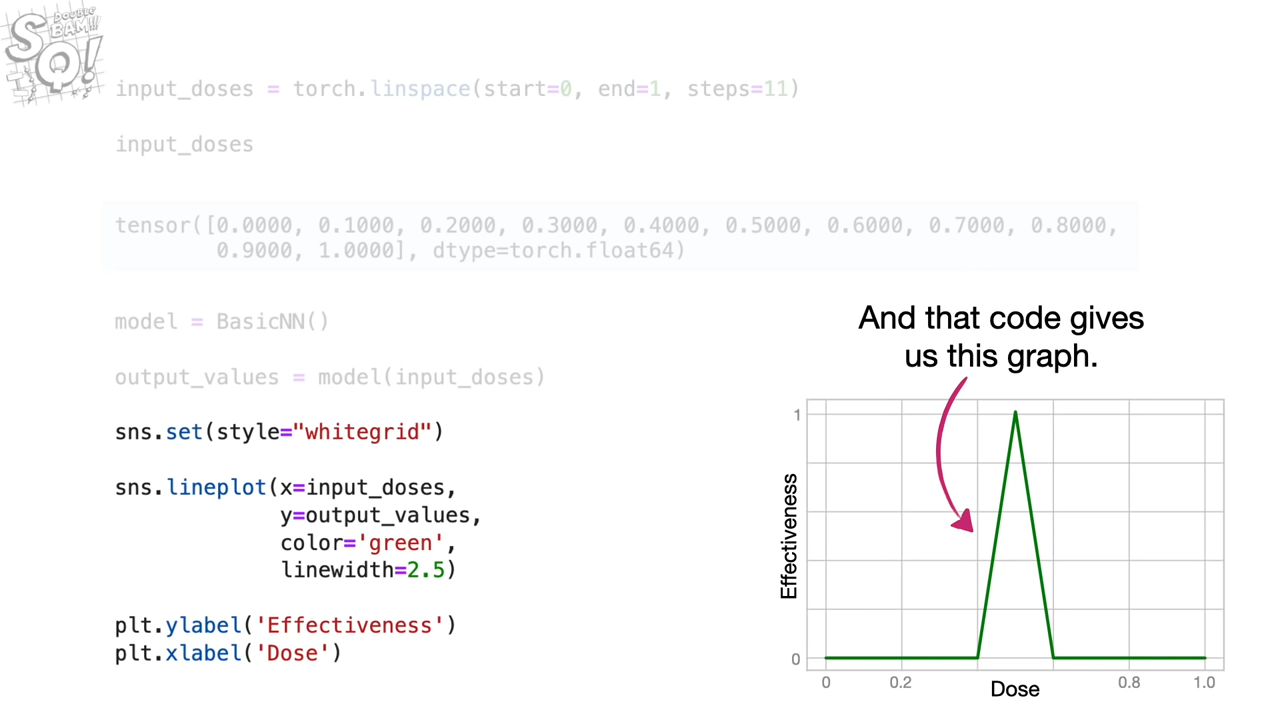 DOUBLE
BAM!!!
SQ!
input_doses = torch.linspace(start=0, end=1, steps=11)
input_doses
tensor([0.0000, 0.1000, 0.2000, 0.3000, 0.4000, 0.5000, 0.6000, 0.7000, 0.8000,
0.9000, 1.0000], dtype=torch.float64)
model = BasicNN()
output_values = model(input_doses)
sns.set(style="whitegrid")
sns.lineplot(x=input_doses,
y=output_values,
color='green',
linewidth=2.5)
plt.ylabel('Effectiveness')
plt.xlabel('Dose')
And that code gives
us this graph.
1
Effectiveness
0
0 0.2 0.8 1.0
Dose